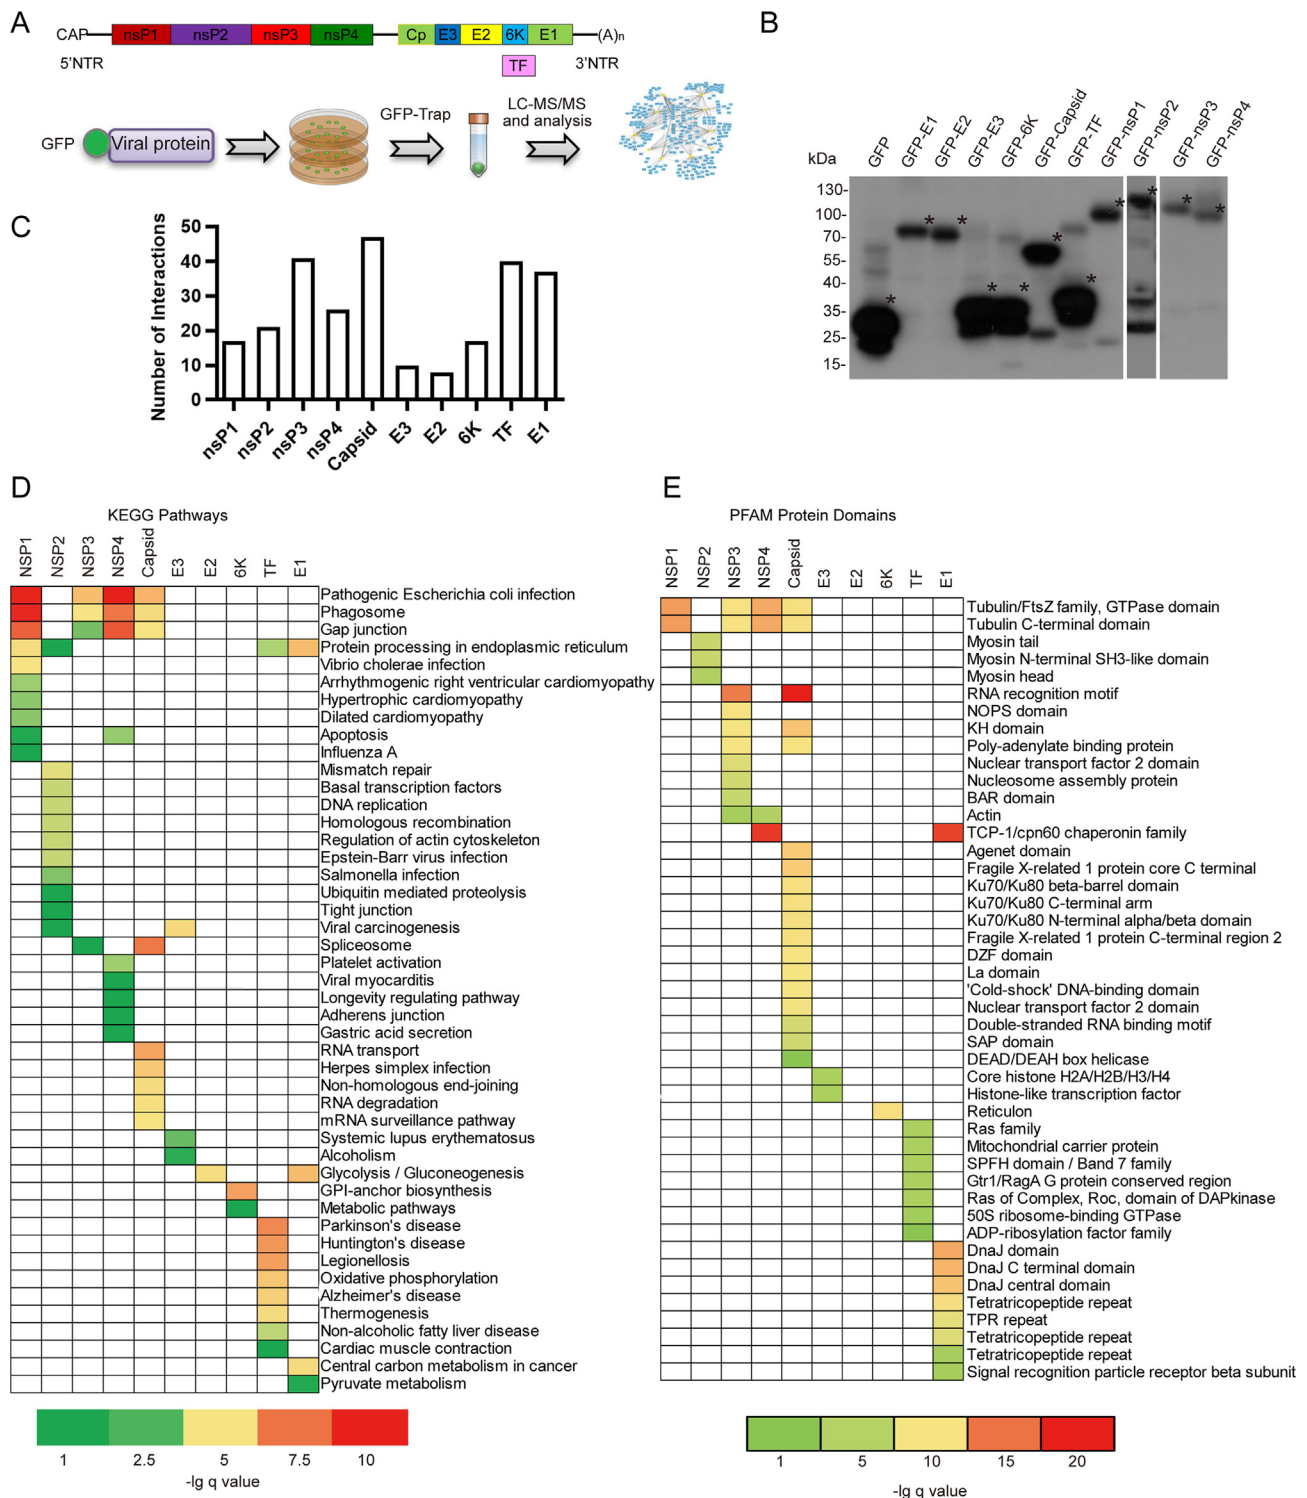 A
CAP
nsP1
nsP2
nsP3
nsP4
Cp
E3
E2
6K
E1
(A)n
5'NTR
TF
3'NTR
GFP
Viral protein
GFP-Trap
LC-MS/MS
and analysis
B
GFP
GFP-E1
GFP-E2
GFP-E3
GFP-6K
GFP-Capsid
GFP-TF
GFP-nsP1
GFP-nsP2
GFP-nsP3
GFP-nsP4
kDa
130-
100-
70-
55-
40-
35-
25-
15-
* * * * * * * * * * *
C
Number of Interactions
50
40
30
20
10
0
nsP1
nsP2
nsP3
nsP4
Capsid
E3
E2
6K
TF
E1
D
KEGG Pathways
NSP1
NSP2
NSP3
NSP4
Capsid
E3
E2
6K
TF
E1
Pathogenic Escherichia coli infection
Phagosome
Gap junction
Protein processing in endoplasmic reticulum
Vibrio cholerae infection
Arrhythmogenic right ventricular cardiomyopathy
Hypertrophic cardiomyopathy
Dilated cardiomyopathy
Apoptosis
Influenza A
Mismatch repair
Basal transcription factors
DNA replication
Homologous recombination
Regulation of actin cytoskeleton
Epstein-Barr virus infection
Salmonella infection
Ubiquitin mediated proteolysis
Tight junction
Viral carcinogenesis
Spliceosome
Platelet activation
Viral myocarditis
Longevity regulating pathway
Adherens junction
Gastric acid secretion
RNA transport
Herpes simplex infection
Non-homologous end-joining
RNA degradation
mRNA surveillance pathway
Systemic lupus erythematosus
Alcoholism
Glycolysis / Gluconeogenesis
GPI-anchor biosynthesis
Metabolic pathways
Parkinson's disease
Huntington's disease
Legionellosis
Oxidative phosphorylation
Alzheimer's disease
Thermogenesis
Non-alcoholic fatty liver disease
Cardiac muscle contraction
Central carbon metabolism in cancer
Pyruvate metabolism
1 2.5 5 7.5 10
-lg q value
E
PFAM Protein Domains
NSP1
NSP2
NSP3
NSP4
Capsid
E3
E2
6K
TF
E1
Tubulin/FtsZ family, GTPase domain
Tubulin C-terminal domain
Myosin tail
Myosin N-terminal SH3-like domain
Myosin head
RNA recognition motif
NOPS domain
KH domain
Poly-adenylate binding protein
Nuclear transport factor 2 domain
Nucleosome assembly protein
BAR domain
Actin
TCP-1/cpn60 chaperonin family
Agenet domain
Fragile X-related 1 protein core C terminal
Ku70/Ku80 beta-barrel domain
Ku70/Ku80 C-terminal arm
Ku70/Ku80 N-terminal alpha/beta domain
Fragile X-related 1 protein C-terminal region 2
DZF domain
La domain
'Cold-shock' DNA-binding domain
Nuclear transport factor 2 domain
Double-stranded RNA binding motif
SAP domain
DEAD/DEAH box helicase
Core histone H2A/H2B/H3/H4
Histone-like transcription factor
Reticulon
Ras family
Mitochondrial carrier protein
SPFH domain / Band 7 family
Gtr1/RagA G protein conserved region
Ras of Complex, Roc, domain of DAPkinase
50S ribosome-binding GTPase
ADP-ribosylation factor family
DnaJ domain
DnaJ C terminal domain
DnaJ central domain
Tetratricopeptide repeat
TPR repeat
Tetratricopeptide repeat
Tetratricopeptide repeat
Signal recognition particle receptor beta subunit
1 5 10 15 20
-lg q value